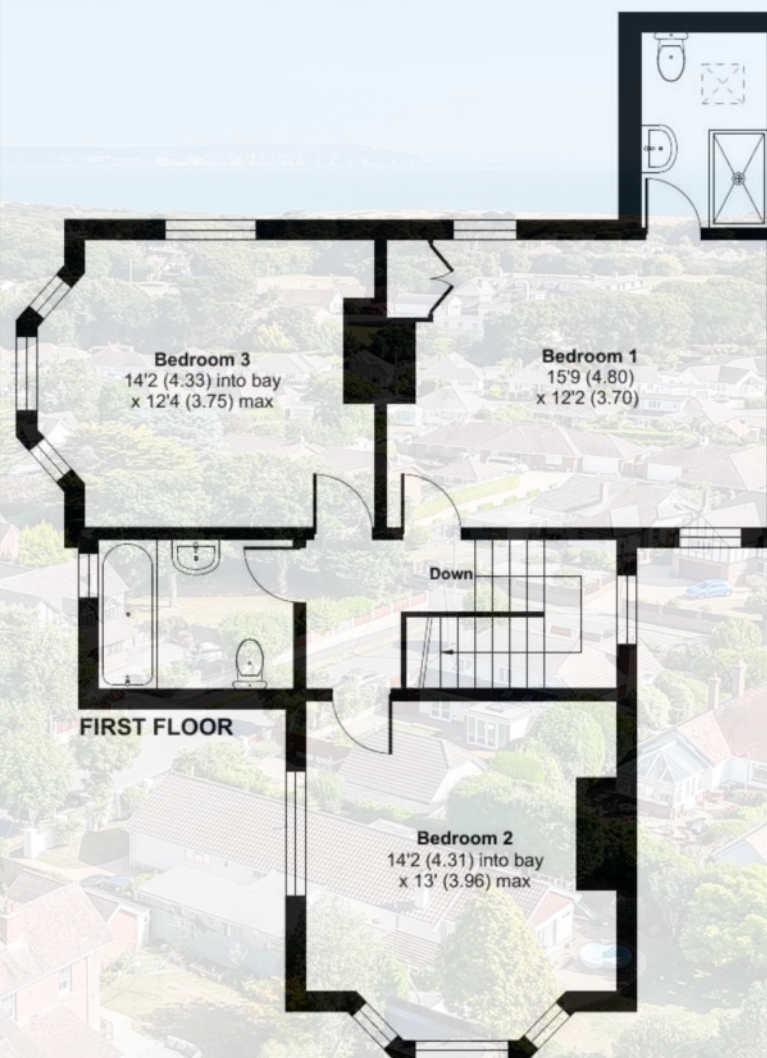 Bedroom 3
14'2 (4.33) into bay
x 12'4 (3.75) max
Bedroom 1
15'9 (4.80)
x 12'2 (3.70)
Down
FIRST FLOOR
Bedroom 2
14'2 (4.31) into bay
x 13' (3.96) max